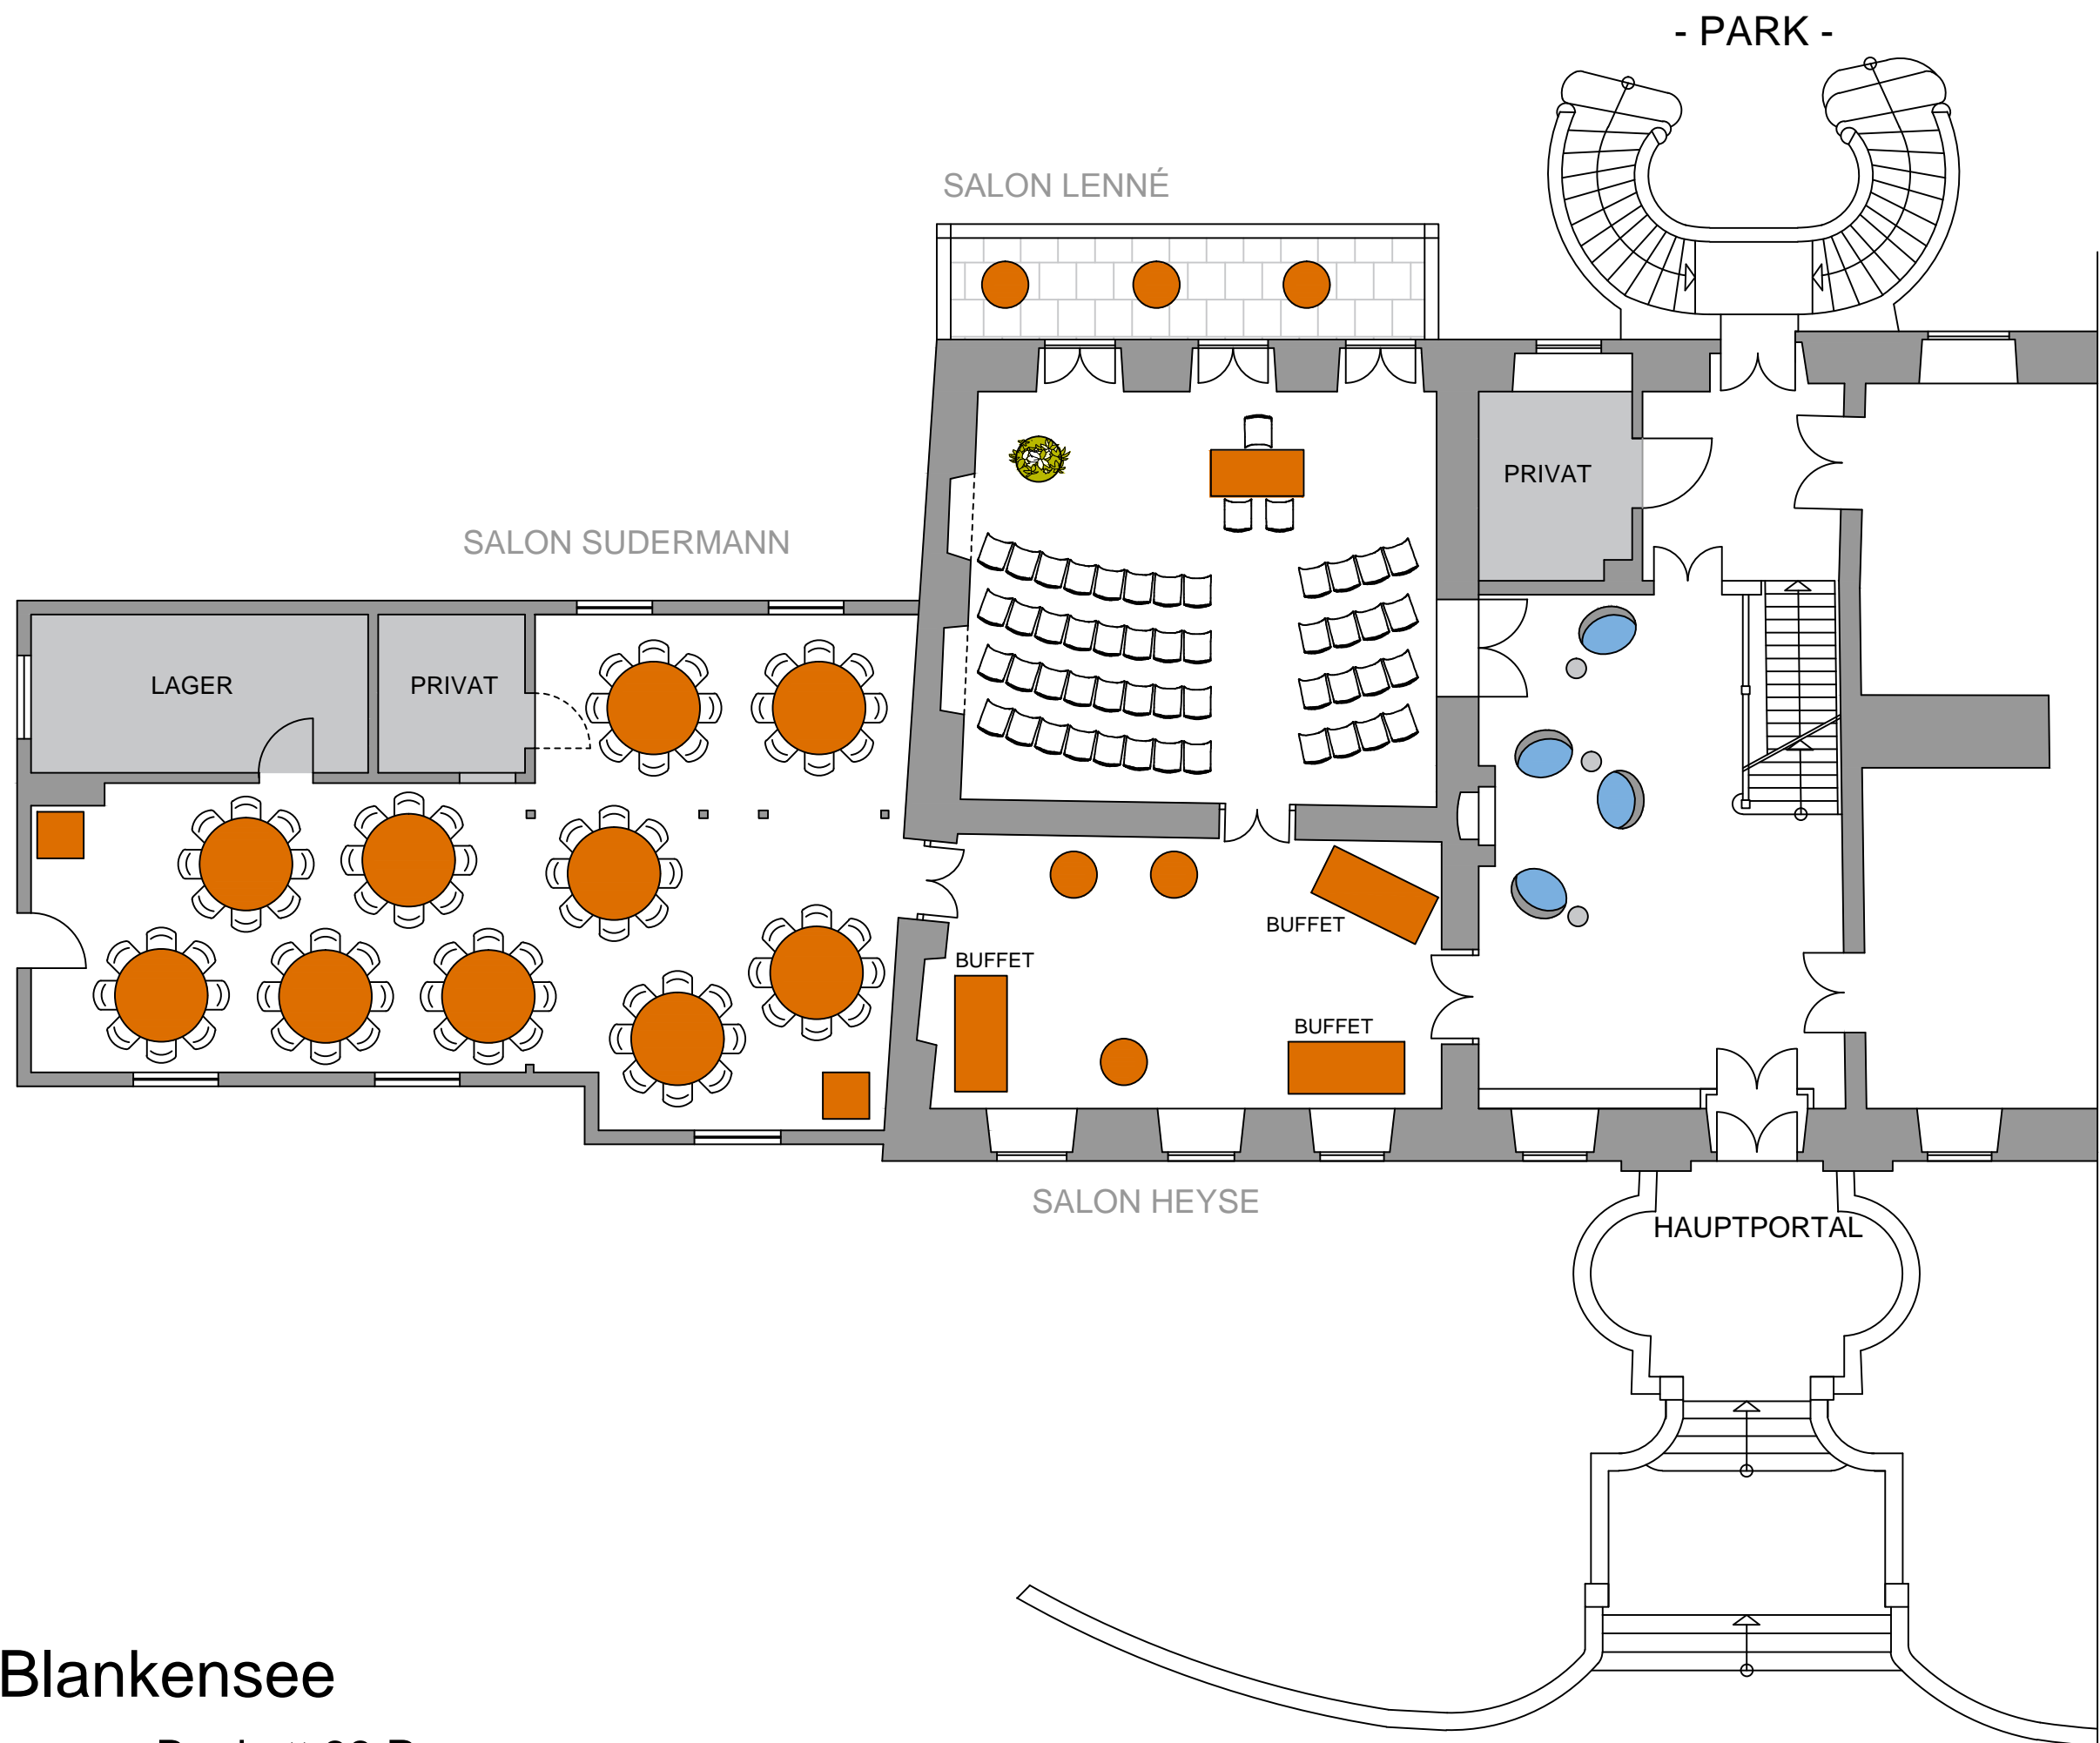 - PARK -
SALON LENNÉ
PRIVAT
SALON SUDERMANN
LAGER
PRIVAT
BUFFET
BUFFET
BUFFET
SALON HEYSE
HAUPTPORTAL
Blankensee